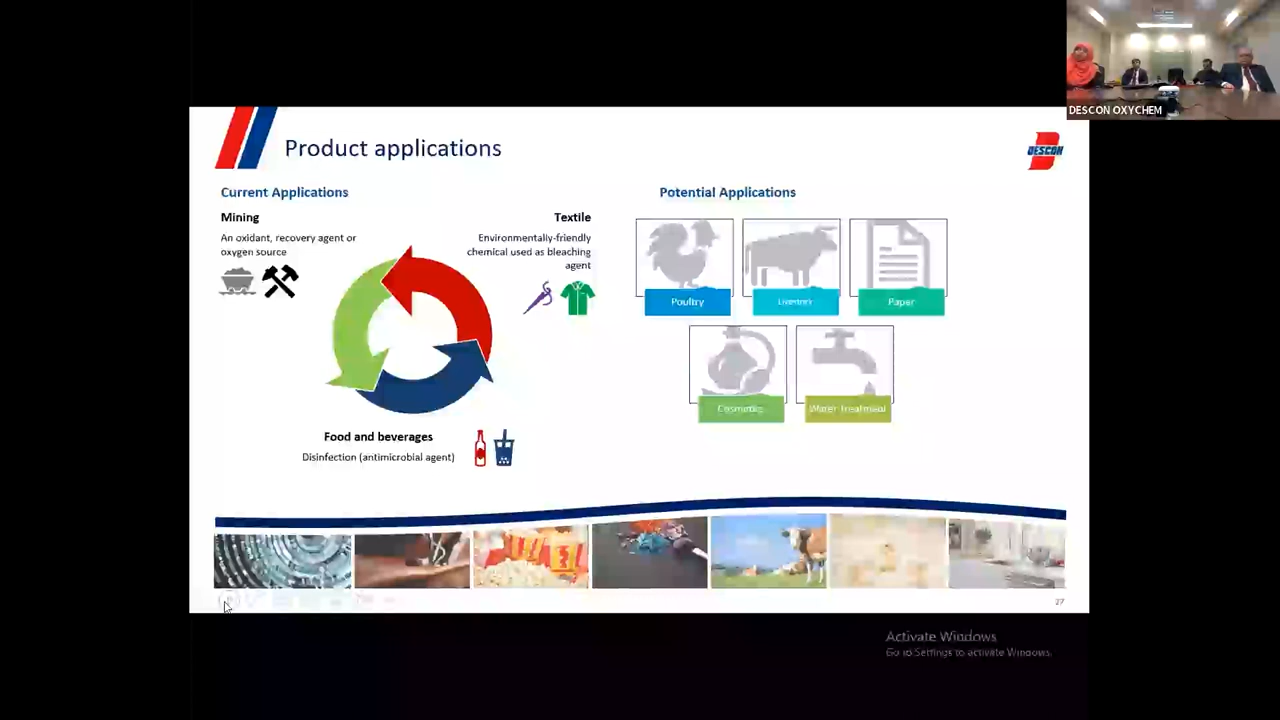 DESCON OXYCHEM
Product applications
DESCON
Current Applications
Mining
An oxidant, recovery agent or
oxygen source
Textile
Environmentally-friendly
chemical used as bleaching
agent
Food and beverages
Disinfection (antimicrobial agent)
Potential Applications
Poultry
Paper
Cosmetic
Water Treatment
27
Activate Windows
Go to Settings to activate Windows.